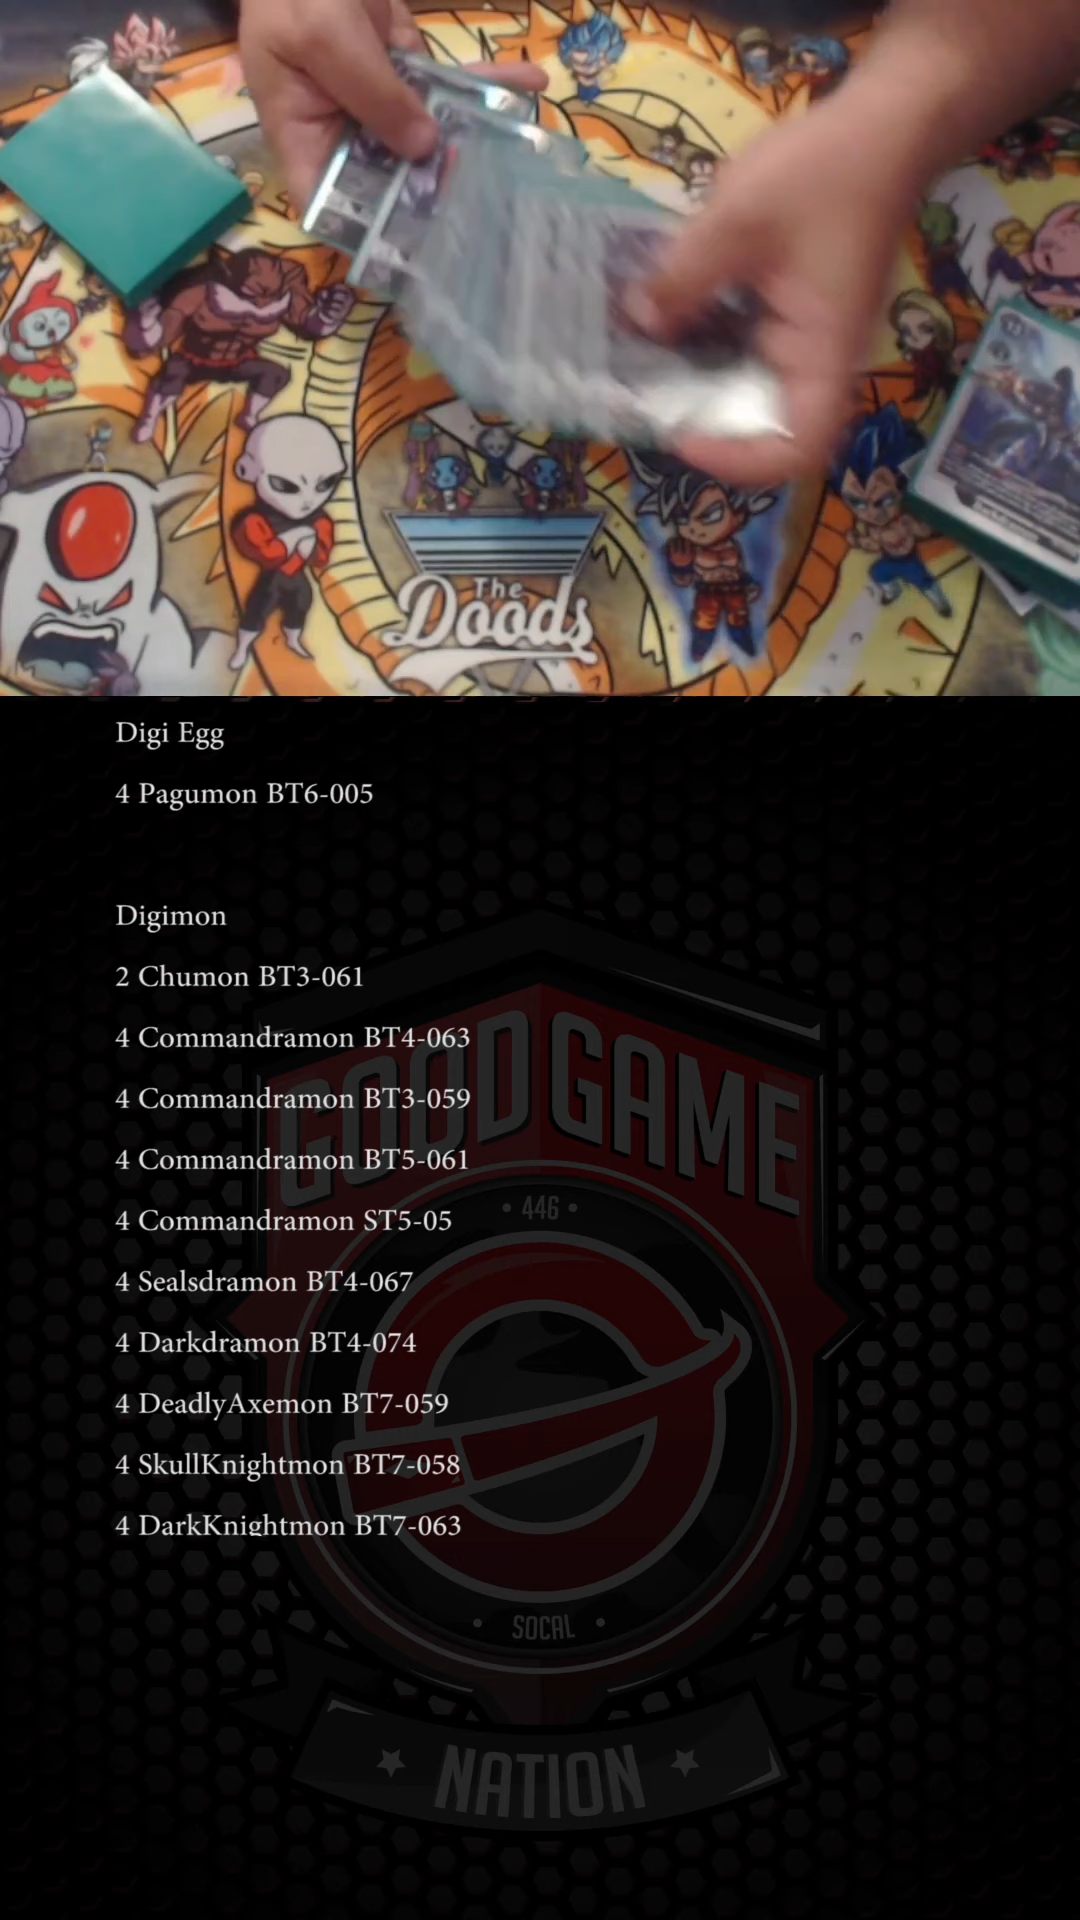 The
Doods
Digi Egg
4 Pagumon BT6-005
Digimon
2 Chumon BT3-061
4 Commandramon BT4-063
4 Commandramon BT3-059
4 Commandramon BT5-061
4 Commandramon ST5-05
4 Sealsdramon BT4-067
4 Darkdramon BT4-074
4 DeadlyAxemon BT7-059
4 SkullKnightmon BT7-058
4 DarkKnightmon BT7-063
GOOD GAME
• 446 •
• SOCAL •
NATION